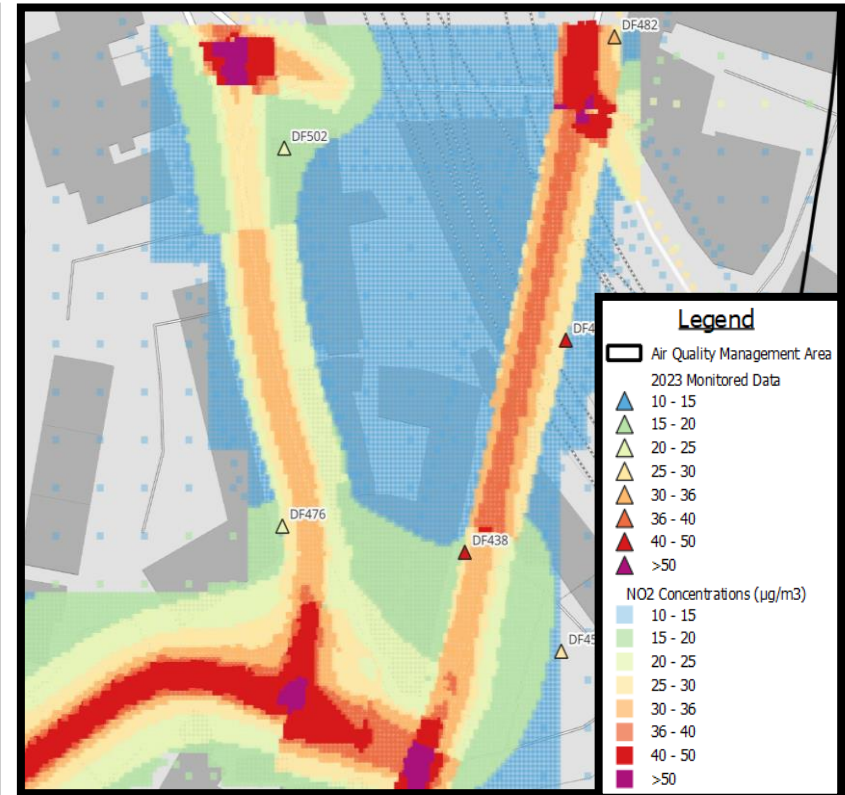 DF482
DF502
DF4
DF476
DF438
DF45
Legend
Air Quality Management Area
2023 Monitored Data
10 - 15
15 - 20
20 - 25
25 - 30
30 - 36
36 - 40
40 - 50
>50
NO2 Concentrations (µg/m3)
10 - 15
15 - 20
20 - 25
25 - 30
30 - 36
36 - 40
40 - 50
>50